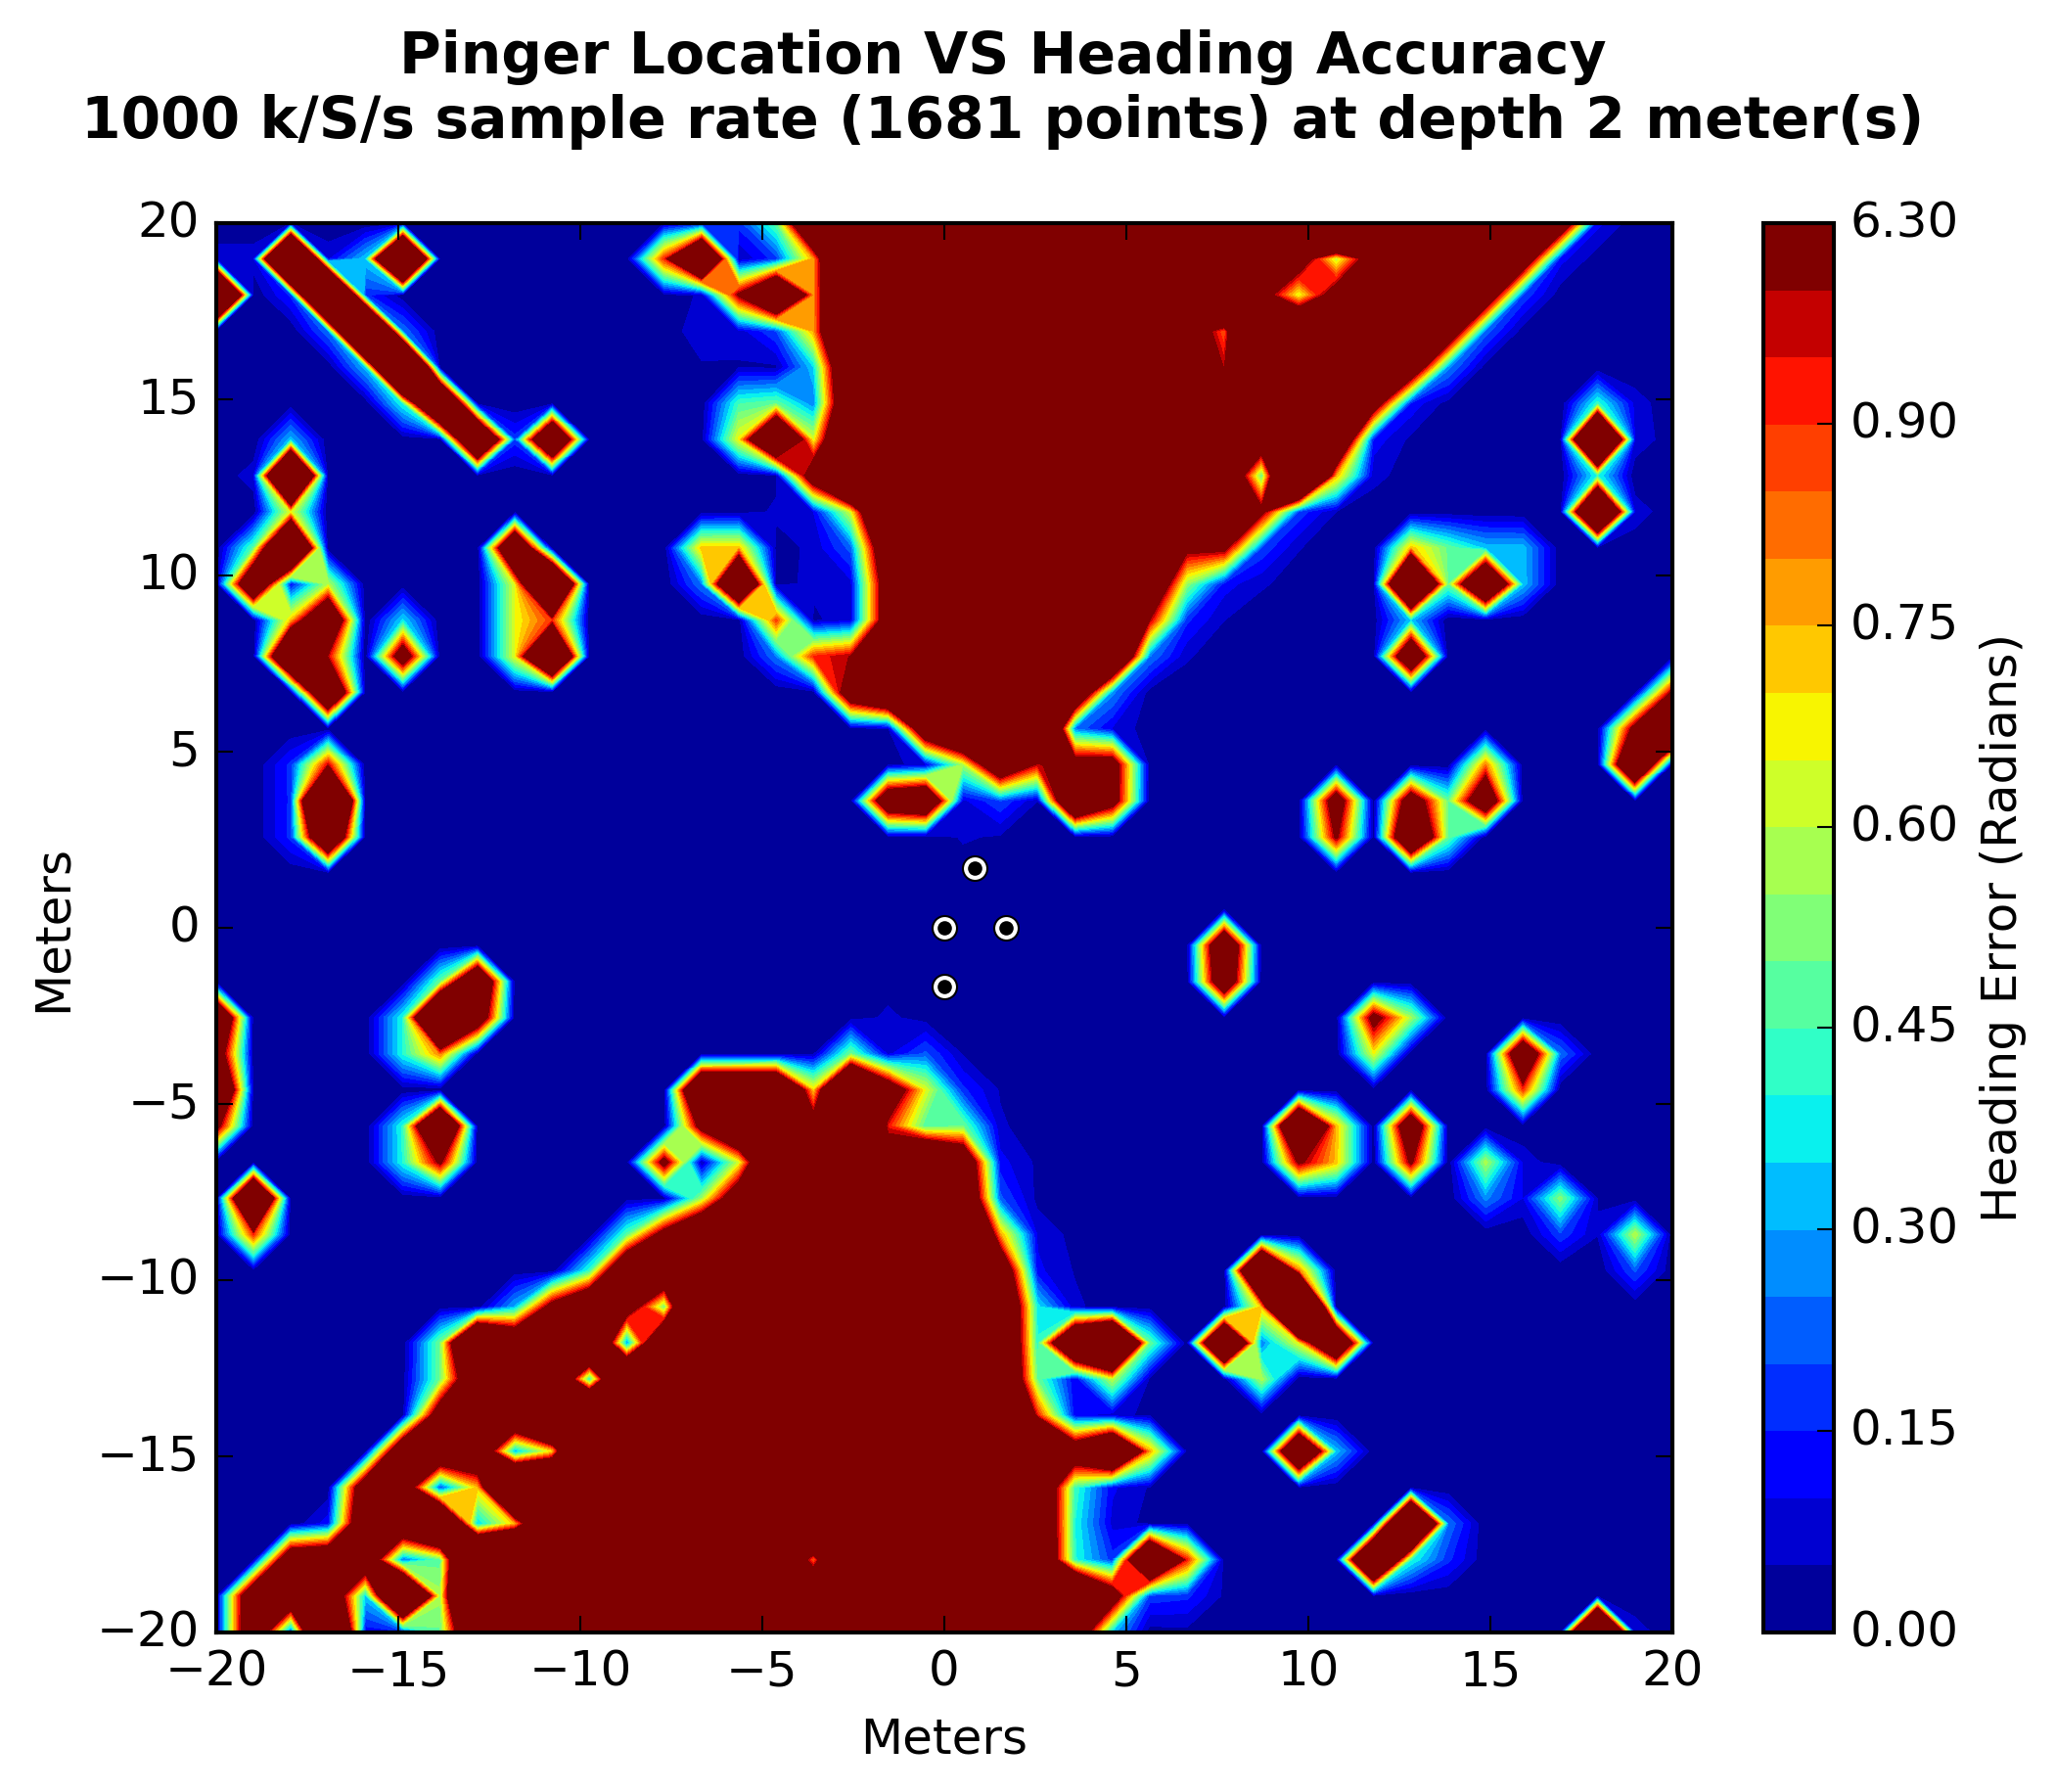 Pinger Location VS Heading Accuracy
1000 k/S/s sample rate (1681 points) at depth 2 meter(s)
20
15
10
5
0
−5
−10
−15
−20
Meters
−20 −15 −10 −5 0 5 10 15 20
Meters
6.30
0.90
0.75
0.60
0.45
0.30
0.15
0.00
Heading Error (Radians)